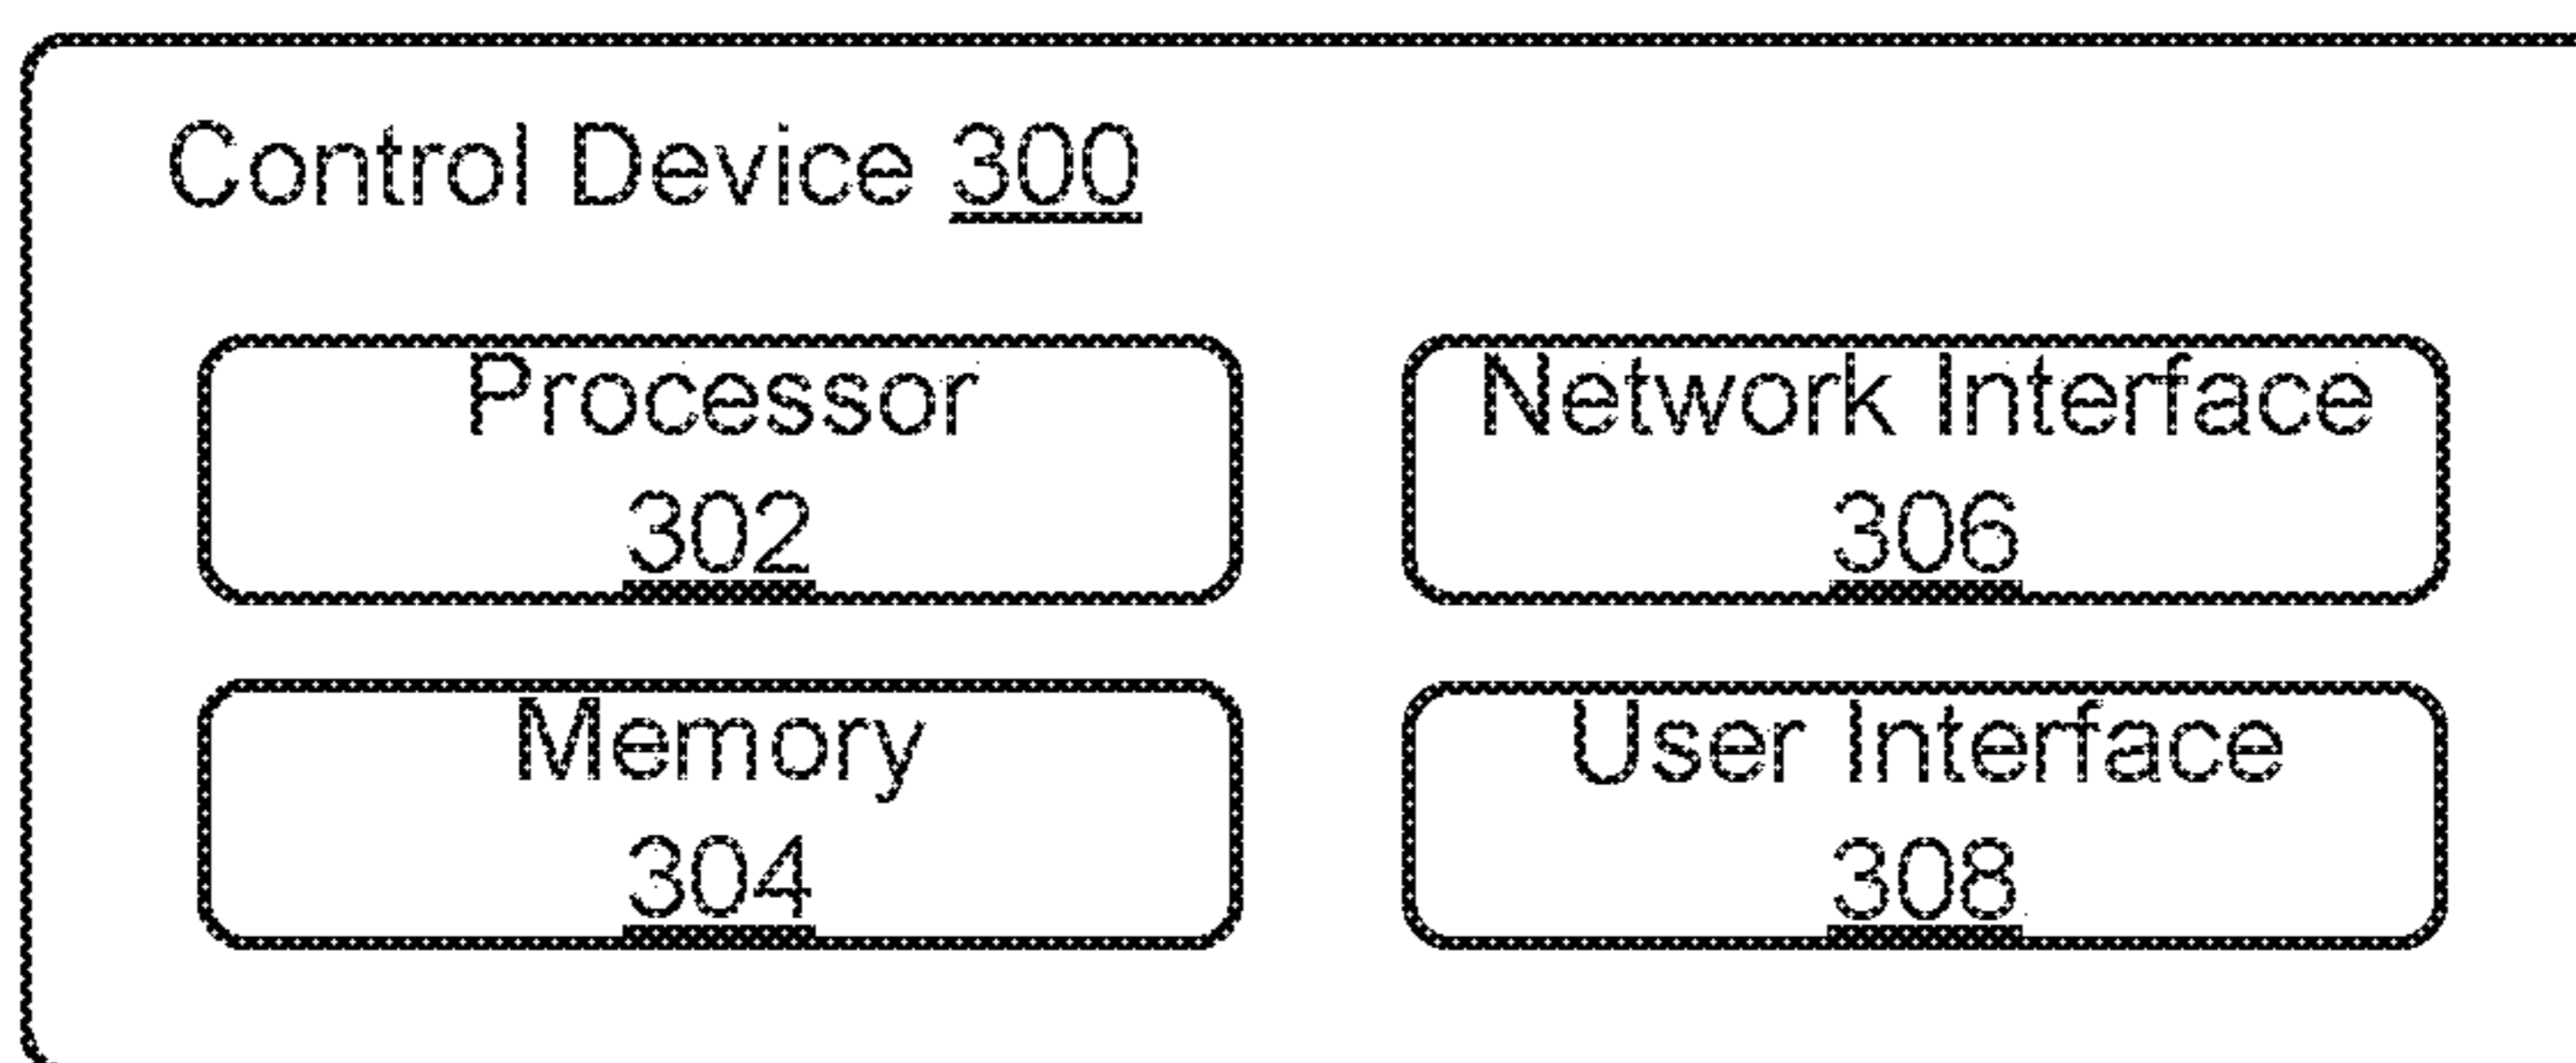 Control Device 300
Processor
302
Network Interface
306
Memory
304
User Interface
308